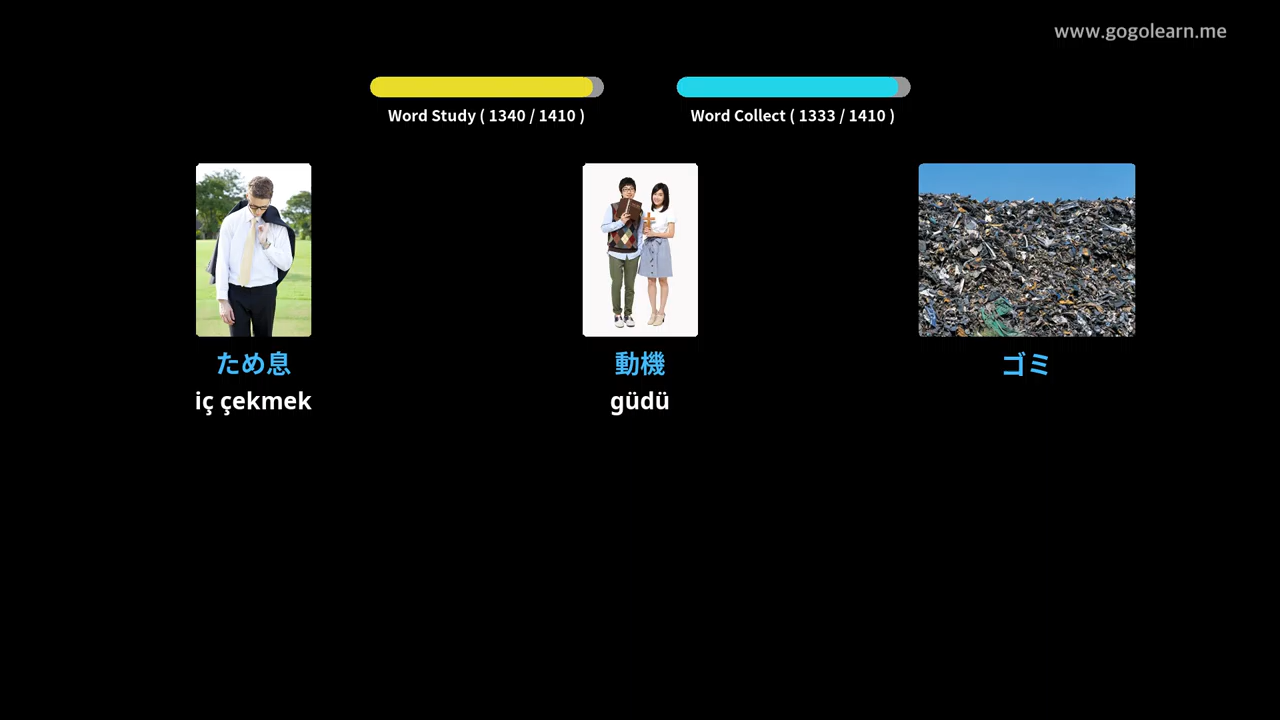 www.gogolearn.me
Word Study ( 1340 / 1410 )
Word Collect ( 1333 / 1410 )
ため息
iç çekmek
動機
güdü
ゴミ